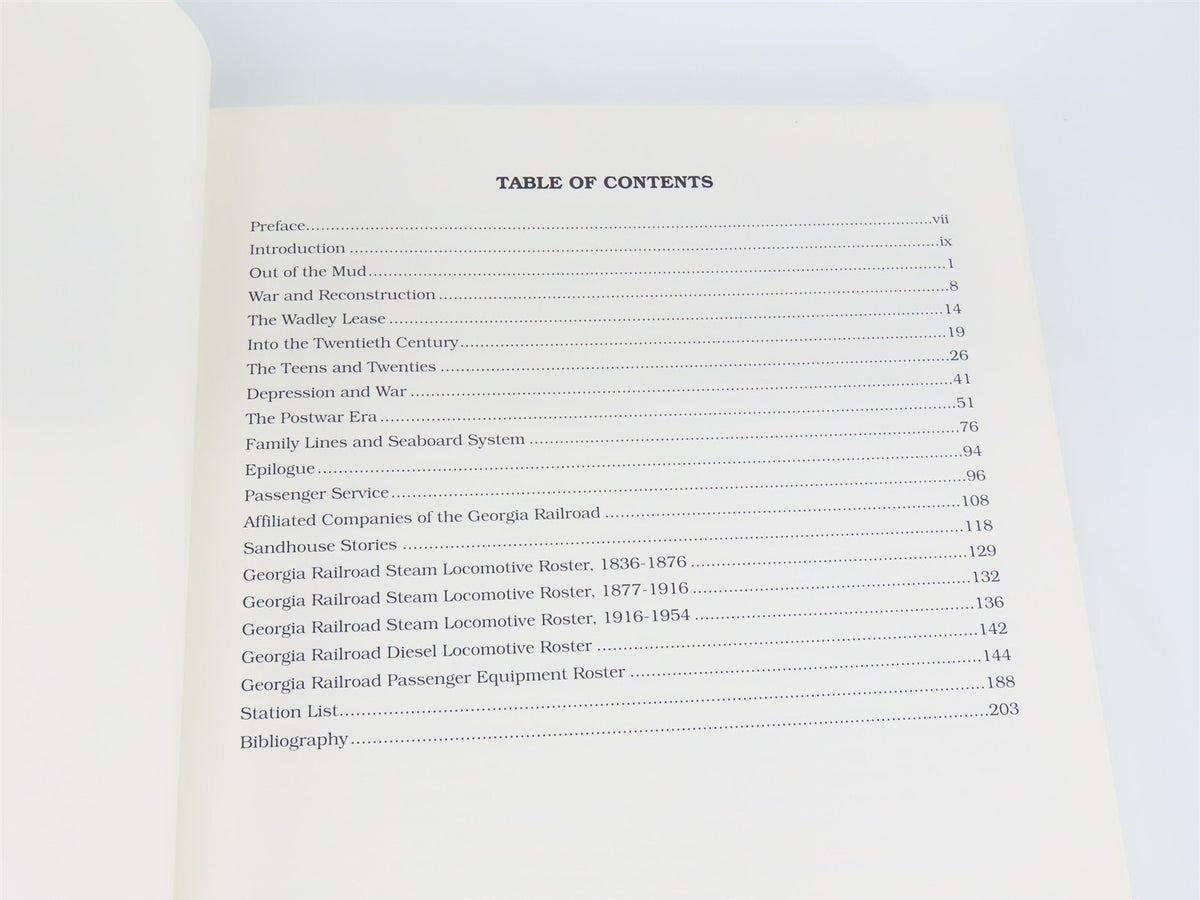 TABLE OF CONTENTS
Preface....................vii
Introduction....................ix
Out of the Mud....................1
War and Reconstruction....................8
The Wadley Lease....................14
Into the Twentieth Century....................19
The Teens and Twenties....................26
Depression and War....................41
The Postwar Era....................51
Family Lines and Seaboard System....................76
Epilogue....................94
Passenger Service....................96
Affiliated Companies of the Georgia Railroad....................108
Sandhouse Stories....................118
Georgia Railroad Steam Locomotive Roster, 1836-1876....................129
Georgia Railroad Steam Locomotive Roster, 1877-1916....................132
Georgia Railroad Steam Locomotive Roster, 1916-1954....................136
Georgia Railroad Diesel Locomotive Roster....................142
Georgia Railroad Passenger Equipment Roster....................144
Station List....................188
Bibliography....................203